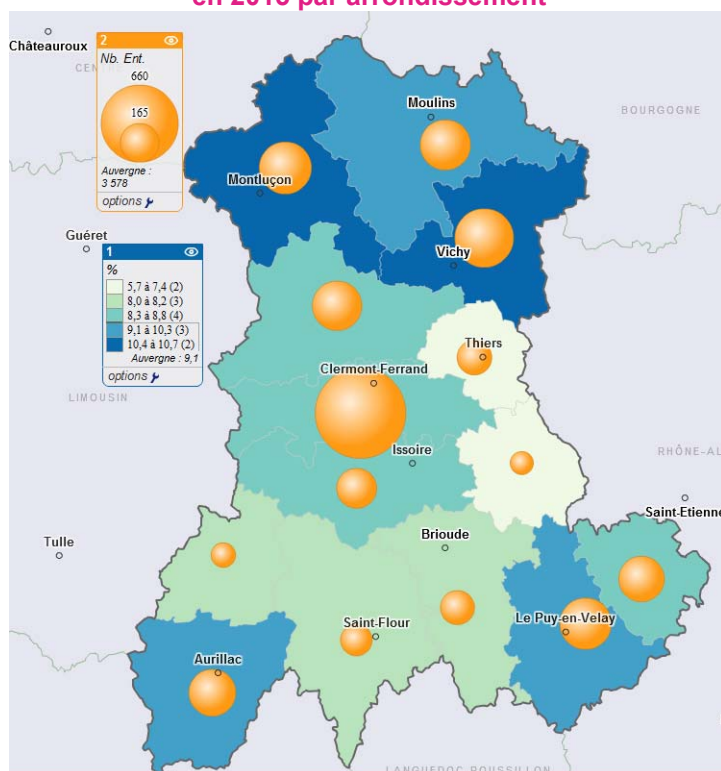 en 2016 par arrondissement
Châteauroux
2
Nb. Ent.
660
165
Auvergne :
3 578
options
Moulins
BOURGOGNE
Montluçon
Guéret
Vichy
1
%
5,7 à 7,4 (2)
8,0 à 8,2 (3)
8,3 à 8,8 (4)
9,1 à 10,3 (3)
10,4 à 10,7 (2)
Auvergne : 9,1
options
Thiers
Clermont-Ferrand
LIMOUSIN
Issoire
RHÔNE-AL
Saint-Etienne
Brioude
Tulle
Saint-Flour
Le Puy-en-Velay
Aurillac
LANGUEDOC-ROUSSILLON